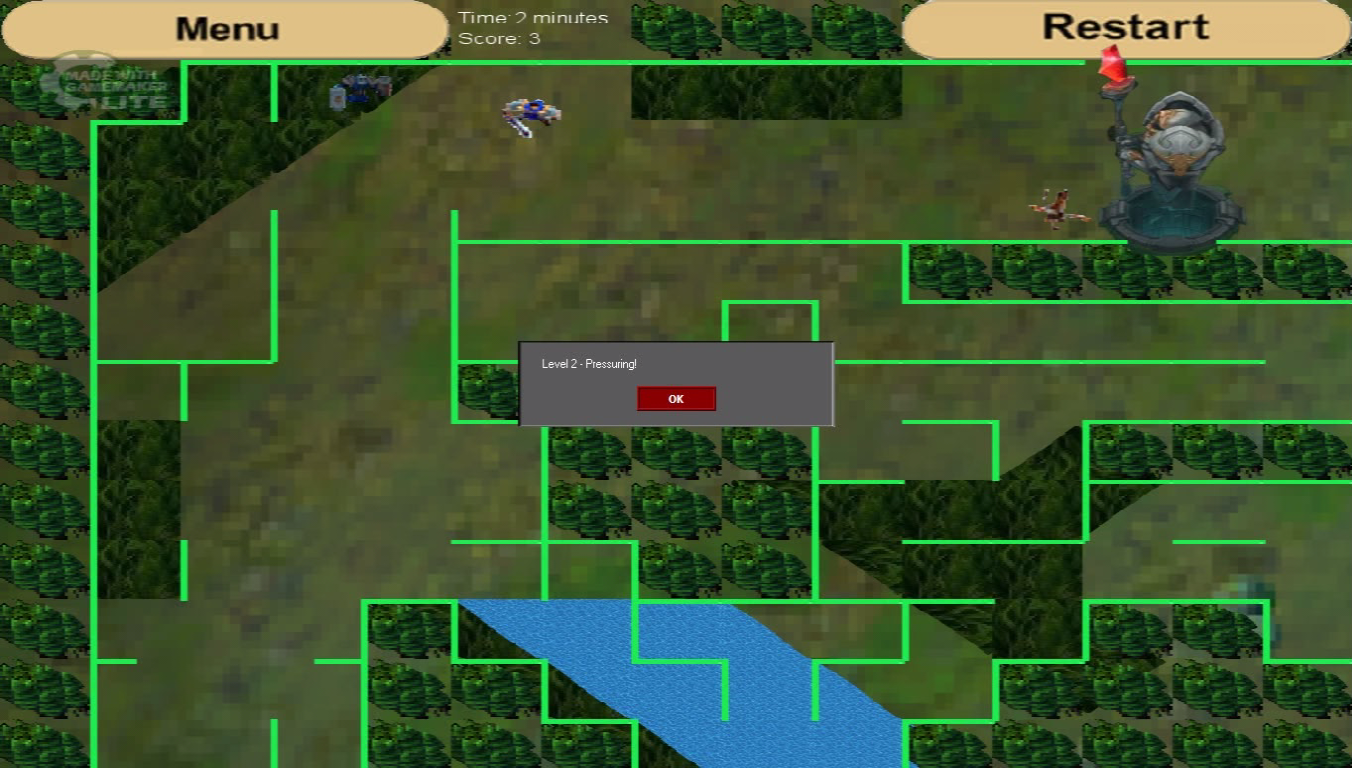 Menu
Time: 2 minutes
Score: 3
Restart
MADE WITH
GAMEMAKER
LITE
Level 2 - Pressuring!
OK